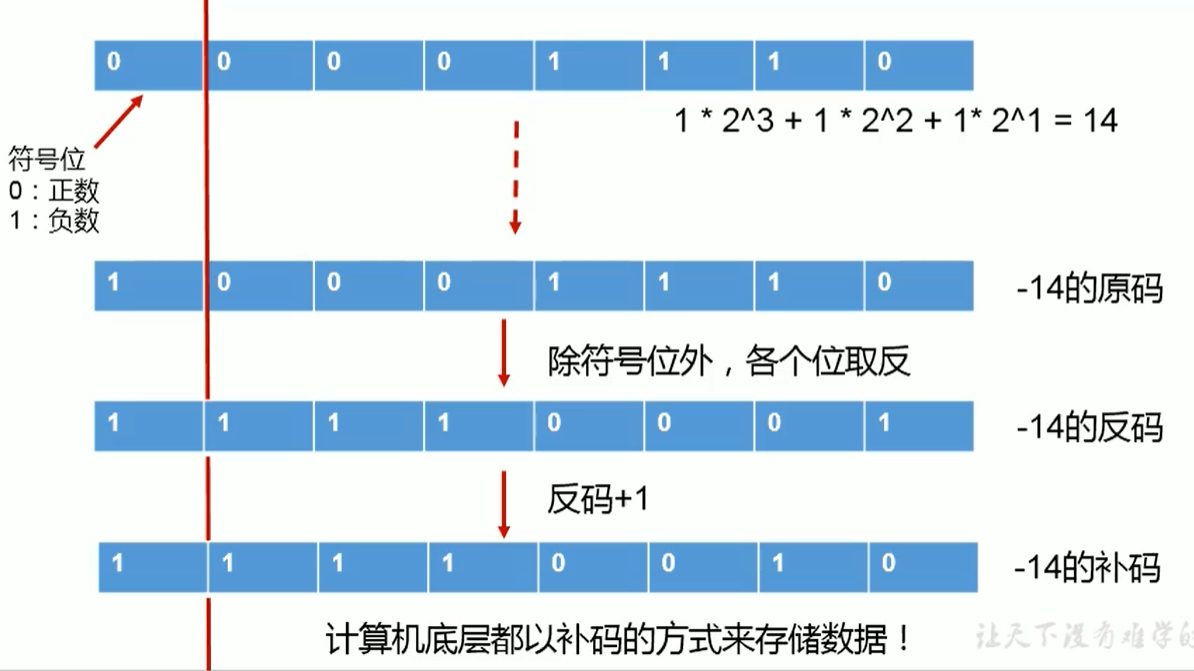 0 0 0 0 1 1 1 0
1 * 2^3 + 1 * 2^2 + 1* 2^1 = 14
符号位
0：正数
1：负数
1 0 0 0 1 1 1 0 -14的原码
除符号位外，各个位取反
1 1 1 1 0 0 0 1 -14的反码
反码+1
1 1 1 1 0 0 1 0 -14的补码
计算机底层都以补码的方式来存储数据！
让天下没有难学的